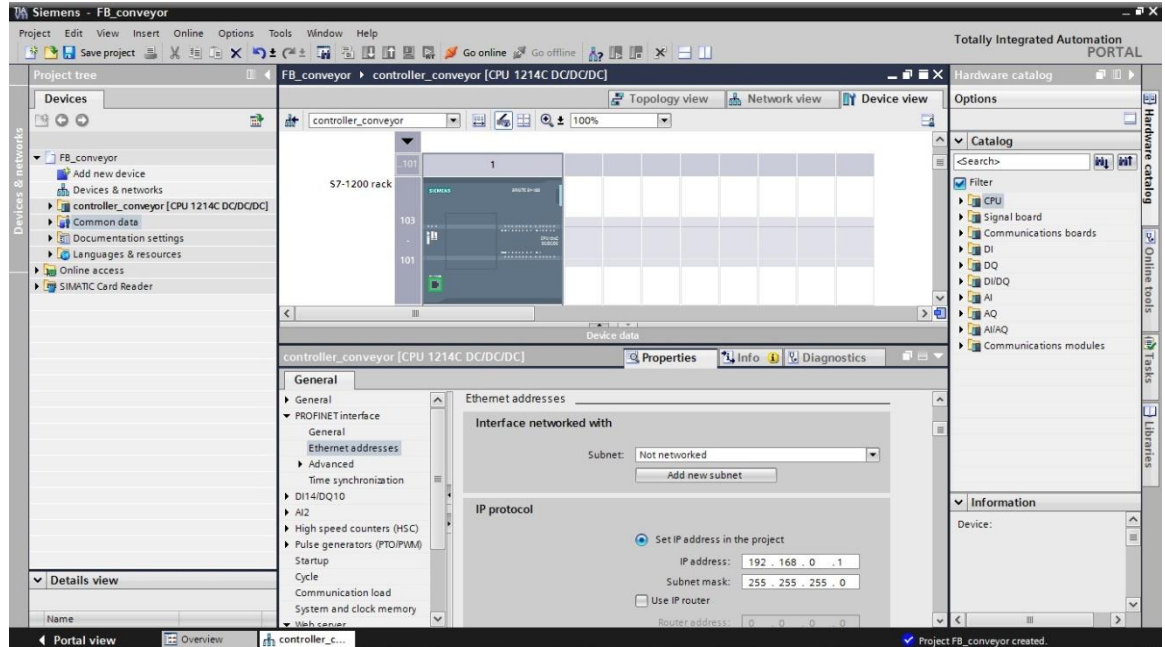 Siemens - FB_conveyor
Project Edit View Insert Online Options Tools Window Help
Save project Go online Go offline
Totally Integrated Automation
PORTAL
Project tree
Devices
FB_conveyor
Add new device
Devices & networks
controller_conveyor [CPU 1214C DC/DC/DC]
Common data
Documentation settings
Languages & resources
Online access
SIMATIC Card Reader
Details view
Name
Devices & networks
FB_conveyor controller_conveyor [CPU 1214C DC/DC/DC]
Topology view Network view Device view
controller_conveyor 100%
101 1
S7-1200 rack
SIEMENS
103
101
Device data
controller_conveyor [CPU 1214C DC/DC/DC]
Properties Info Diagnostics
General
General
PROFINET interface
General
Ethernet addresses
Advanced
Time synchronization
DI14/DQ10
AI2
High speed counters (HSC)
Pulse generators (PTO/PWM)
Startup
Cycle
Communication load
System and clock memory
Web server
Ethernet addresses
Interface networked with
Subnet: Not networked
Add new subnet
IP protocol
Set IP address in the project
IP address: 192 . 168 . 0 . 1
Subnet mask: 255 . 255 . 255 . 0
Use IP router
Router address: 0 . 0 . 0 . 0
Hardware catalog
Options
Catalog
<Search>
Filter
CPU
Signal board
Communications boards
DI
DQ
DI/DQ
AI
AQ
AI/AQ
Communications modules
Information
Device:
Hardware catalog
Online tools
Tasks
Libraries
Portal view Overview controller_c...
Project FB_conveyor created.